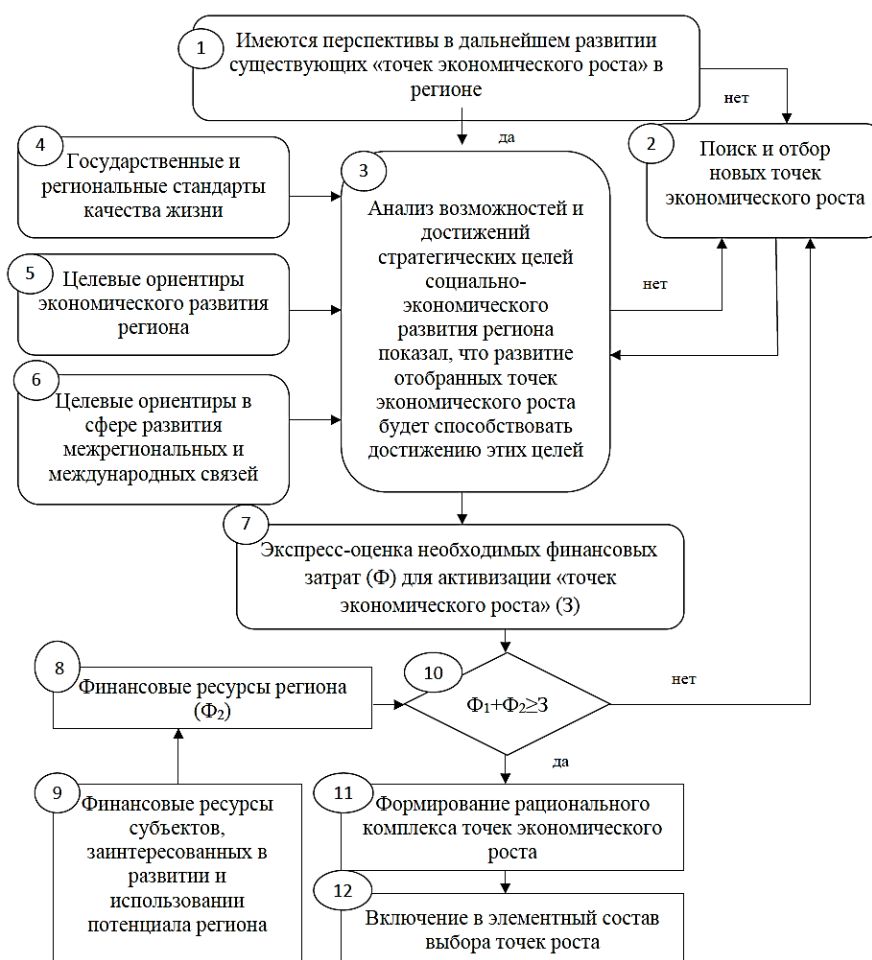 1
Имеются перспективы в дальнейшем развитии
существующих «точек экономического роста» в
регионе
нет
да
2
Поиск и отбор
новых точек
экономического роста
4
Государственные и
региональные стандарты
качества жизни
3
Анализ возможностей и
достижений
стратегических целей
социально-
экономического
развития региона
показал, что развитие
отобранных точек
экономического роста
будет способствовать
достижению этих целей
нет
5
Целевые ориентиры
экономического развития
региона
6
Целевые ориентиры в
сфере развития
межрегиональных и
международных связей
7
Экспресс-оценка необходимых финансовых
затрат (Ф) для активизации «точек
экономического роста» (З)
8
Финансовые ресурсы региона
(Ф₂)
10
Ф₁+Ф₂≥З
нет
да
9
Финансовые ресурсы
субъектов,
заинтересованных в
развитии и
использовании
потенциала региона
11
Формирование рационального
комплекса точек экономического
роста
12
Включение в элементный состав
выбора точек роста